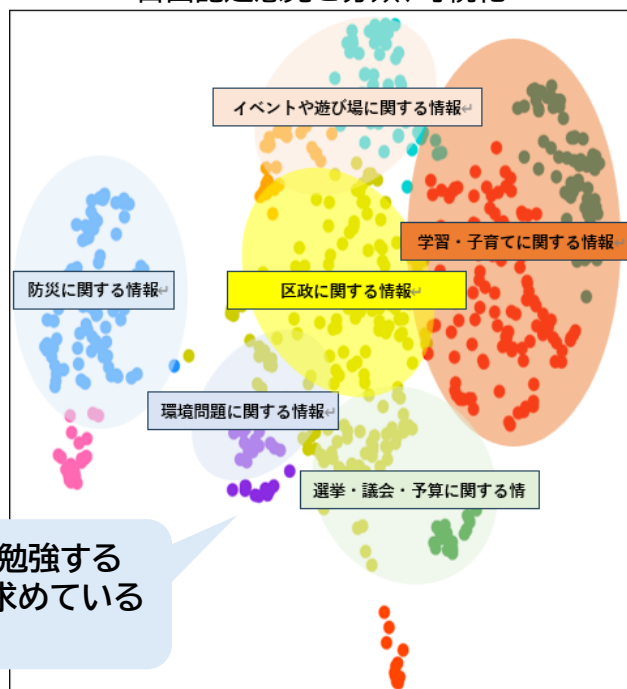 イベントや遊び場に関する情報↵
学習・子育てに関する情報↵
防災に関する情報↵
区政に関する情報↵
環境問題に関する情報↵
選挙・議会・予算に関する情
勉強する
求めている